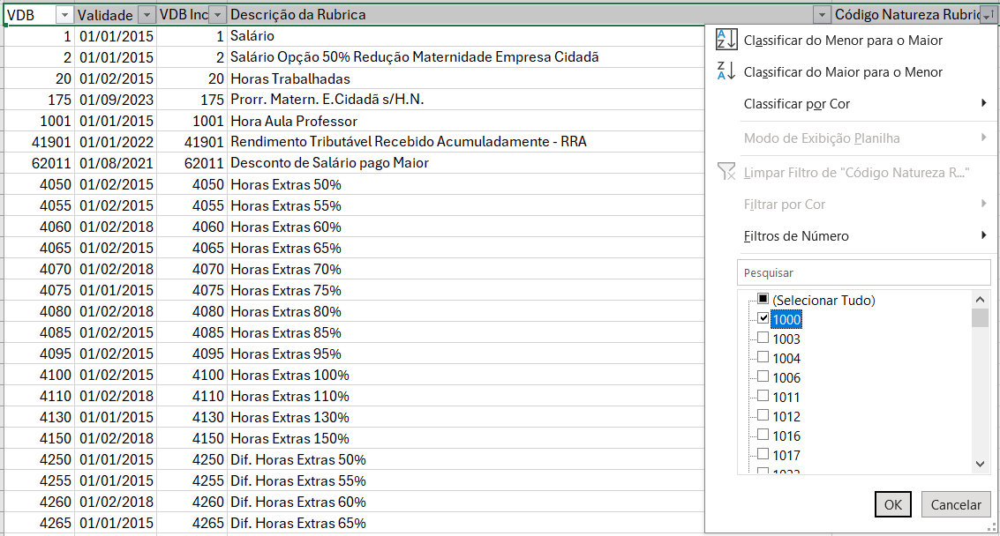 VDB Validade VDB Inc Descrição da Rubrica Código Natureza Rubric
1 01/01/2015 1 Salário
2 01/01/2015 2 Salário Opção 50% Redução Maternidade Empresa Cidadã
20 01/02/2015 20 Horas Trabalhadas
175 01/09/2023 175 Prorr. Matern. E.Cidadã s/H.N.
1001 01/01/2015 1001 Hora Aula Professor
41901 01/01/2022 41901 Rendimento Tributável Recebido Acumuladamente - RRA
62011 01/08/2021 62011 Desconto de Salário pago Maior
4050 01/02/2015 4050 Horas Extras 50%
4055 01/02/2015 4055 Horas Extras 55%
4060 01/02/2018 4060 Horas Extras 60%
4065 01/02/2015 4065 Horas Extras 65%
4070 01/02/2018 4070 Horas Extras 70%
4075 01/01/2015 4075 Horas Extras 75%
4080 01/02/2018 4080 Horas Extras 80%
4085 01/02/2015 4085 Horas Extras 85%
4095 01/02/2015 4095 Horas Extras 95%
4100 01/02/2015 4100 Horas Extras 100%
4110 01/02/2018 4110 Horas Extras 110%
4130 01/01/2015 4130 Horas Extras 130%
4150 01/02/2018 4150 Horas Extras 150%
4250 01/01/2015 4250 Dif. Horas Extras 50%
4255 01/01/2015 4255 Dif. Horas Extras 55%
4260 01/02/2018 4260 Dif. Horas Extras 60%
4265 01/01/2015 4265 Dif. Horas Extras 65%
Classificar do Menor para o Maior
Classificar do Maior para o Menor
Classificar por Cor
Modo de Exibição Planilha
Limpar Filtro de "Código Natureza R..."
Filtrar por Cor
Filtros de Número
Pesquisar
(Selecionar Tudo)
1000
1003
1004
1006
1011
1012
1016
1017
OK Cancelar